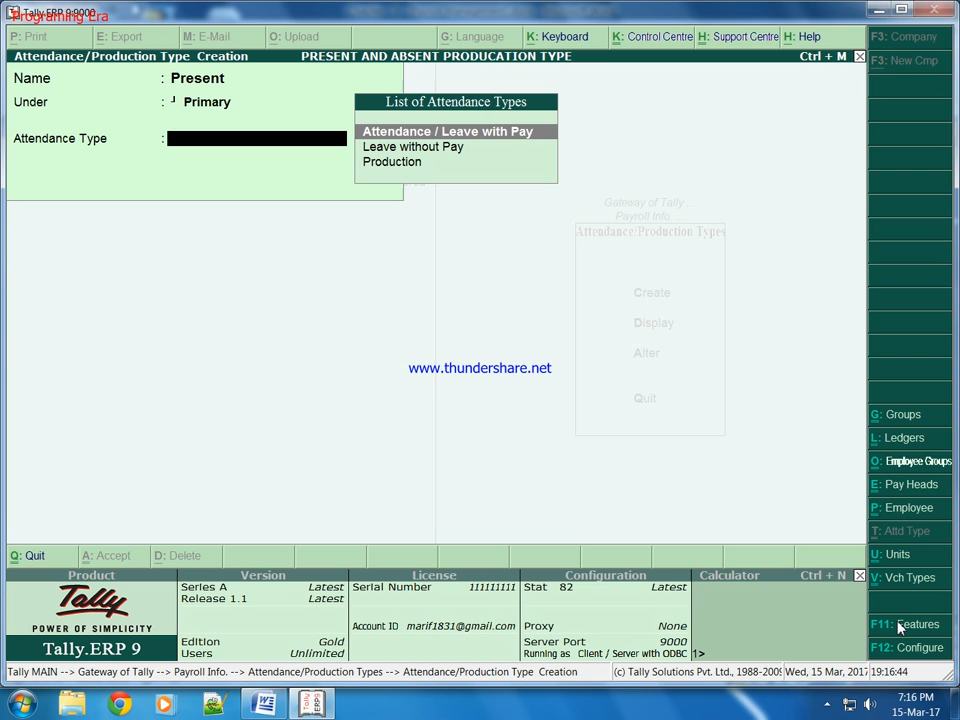 Tally.ERP 9:9000
Programing Era
P: Print E: Export M: E-Mail O: Upload G: Language K: Keyboard K: Control Centre H: Support Centre H: Help
F3: Company
F3: New Cmp
Attendance/Production Type Creation PRESENT AND ABSENT PRODUCATION TYPE Ctrl + M
Name : Present
Under : ┘ Primary
Attendance Type :
List of Attendance Types
Attendance / Leave with Pay
Leave without Pay
Production
Gateway of Tally ...
Payroll Info. ...
Attendance/Production Types
Create
Display
Alter
Quit
www.thundershare.net
G: Groups
L: Ledgers
O: Employee Groups
E: Pay Heads
P: Employee
T: Attd Type
U: Units
V: Vch Types
F11: Features
F12: Configure
Q: Quit A: Accept D: Delete
Product Version License Configuration Calculator Ctrl + N
Tally
POWER OF SIMPLICITY
Tally.ERP 9
Series A Latest
Release 1.1 Latest
Edition Gold
Users Unlimited
Serial Number 111111111
Account ID marif1831@gmail.com
Stat 82 Latest
Proxy None
Server Port 9000
Running as Client / Server with ODBC
1>
Tally MAIN --> Gateway of Tally --> Payroll Info. --> Attendance/Production Types --> Attendance/Production Type Creation (c) Tally Solutions Pvt. Ltd., 1988-2009 Wed, 15 Mar, 2017 19:16:44
7:16 PM
15-Mar-17